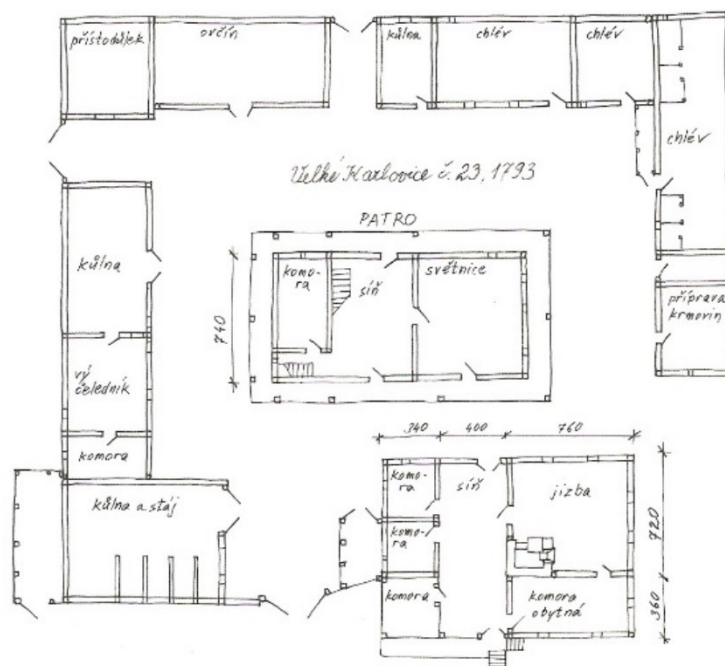 přístodůlek
ovčín
kůlna
chlév
chlév
chlév
Velké Karlovice č. 23, 1793
PATRO
kůlna
komo-
ra
síň
světnice
740
příprava
krmovin
vý
čeledník
komora
340
400
760
kůlna a stáj
komo-
ra
síň
jizba
720
komo-
ra
komora
komora
obytná
360